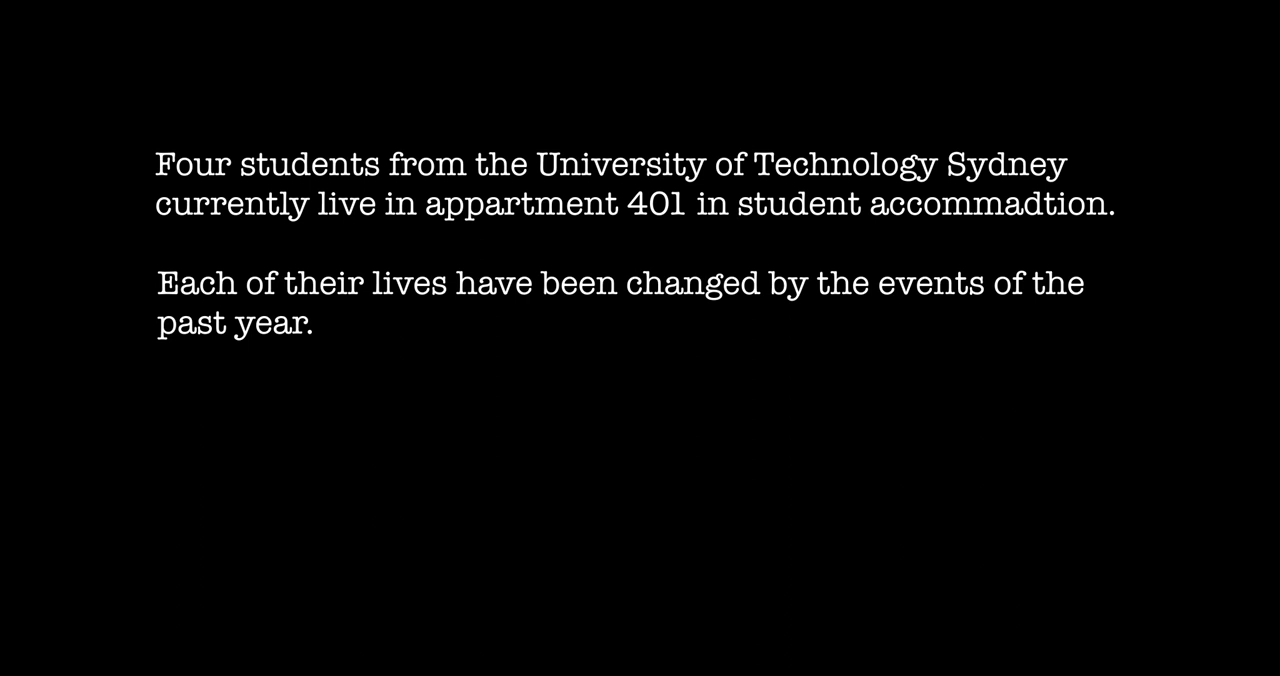 Four students from the University of Technology Sydney
currently live in appartment 401 in student accommadtion.
Each of their lives have been changed by the events of the
past year.